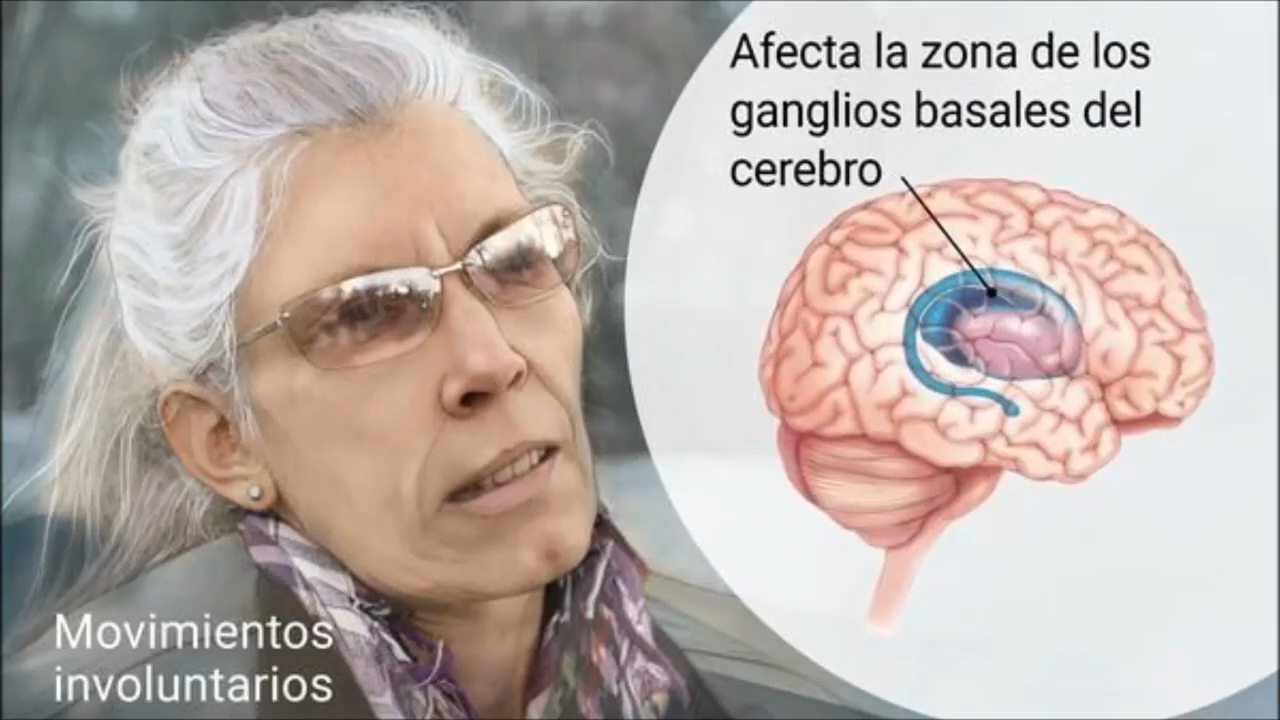 Afecta la zona de los
ganglios basales del
cerebro
Movimientos
involuntarios